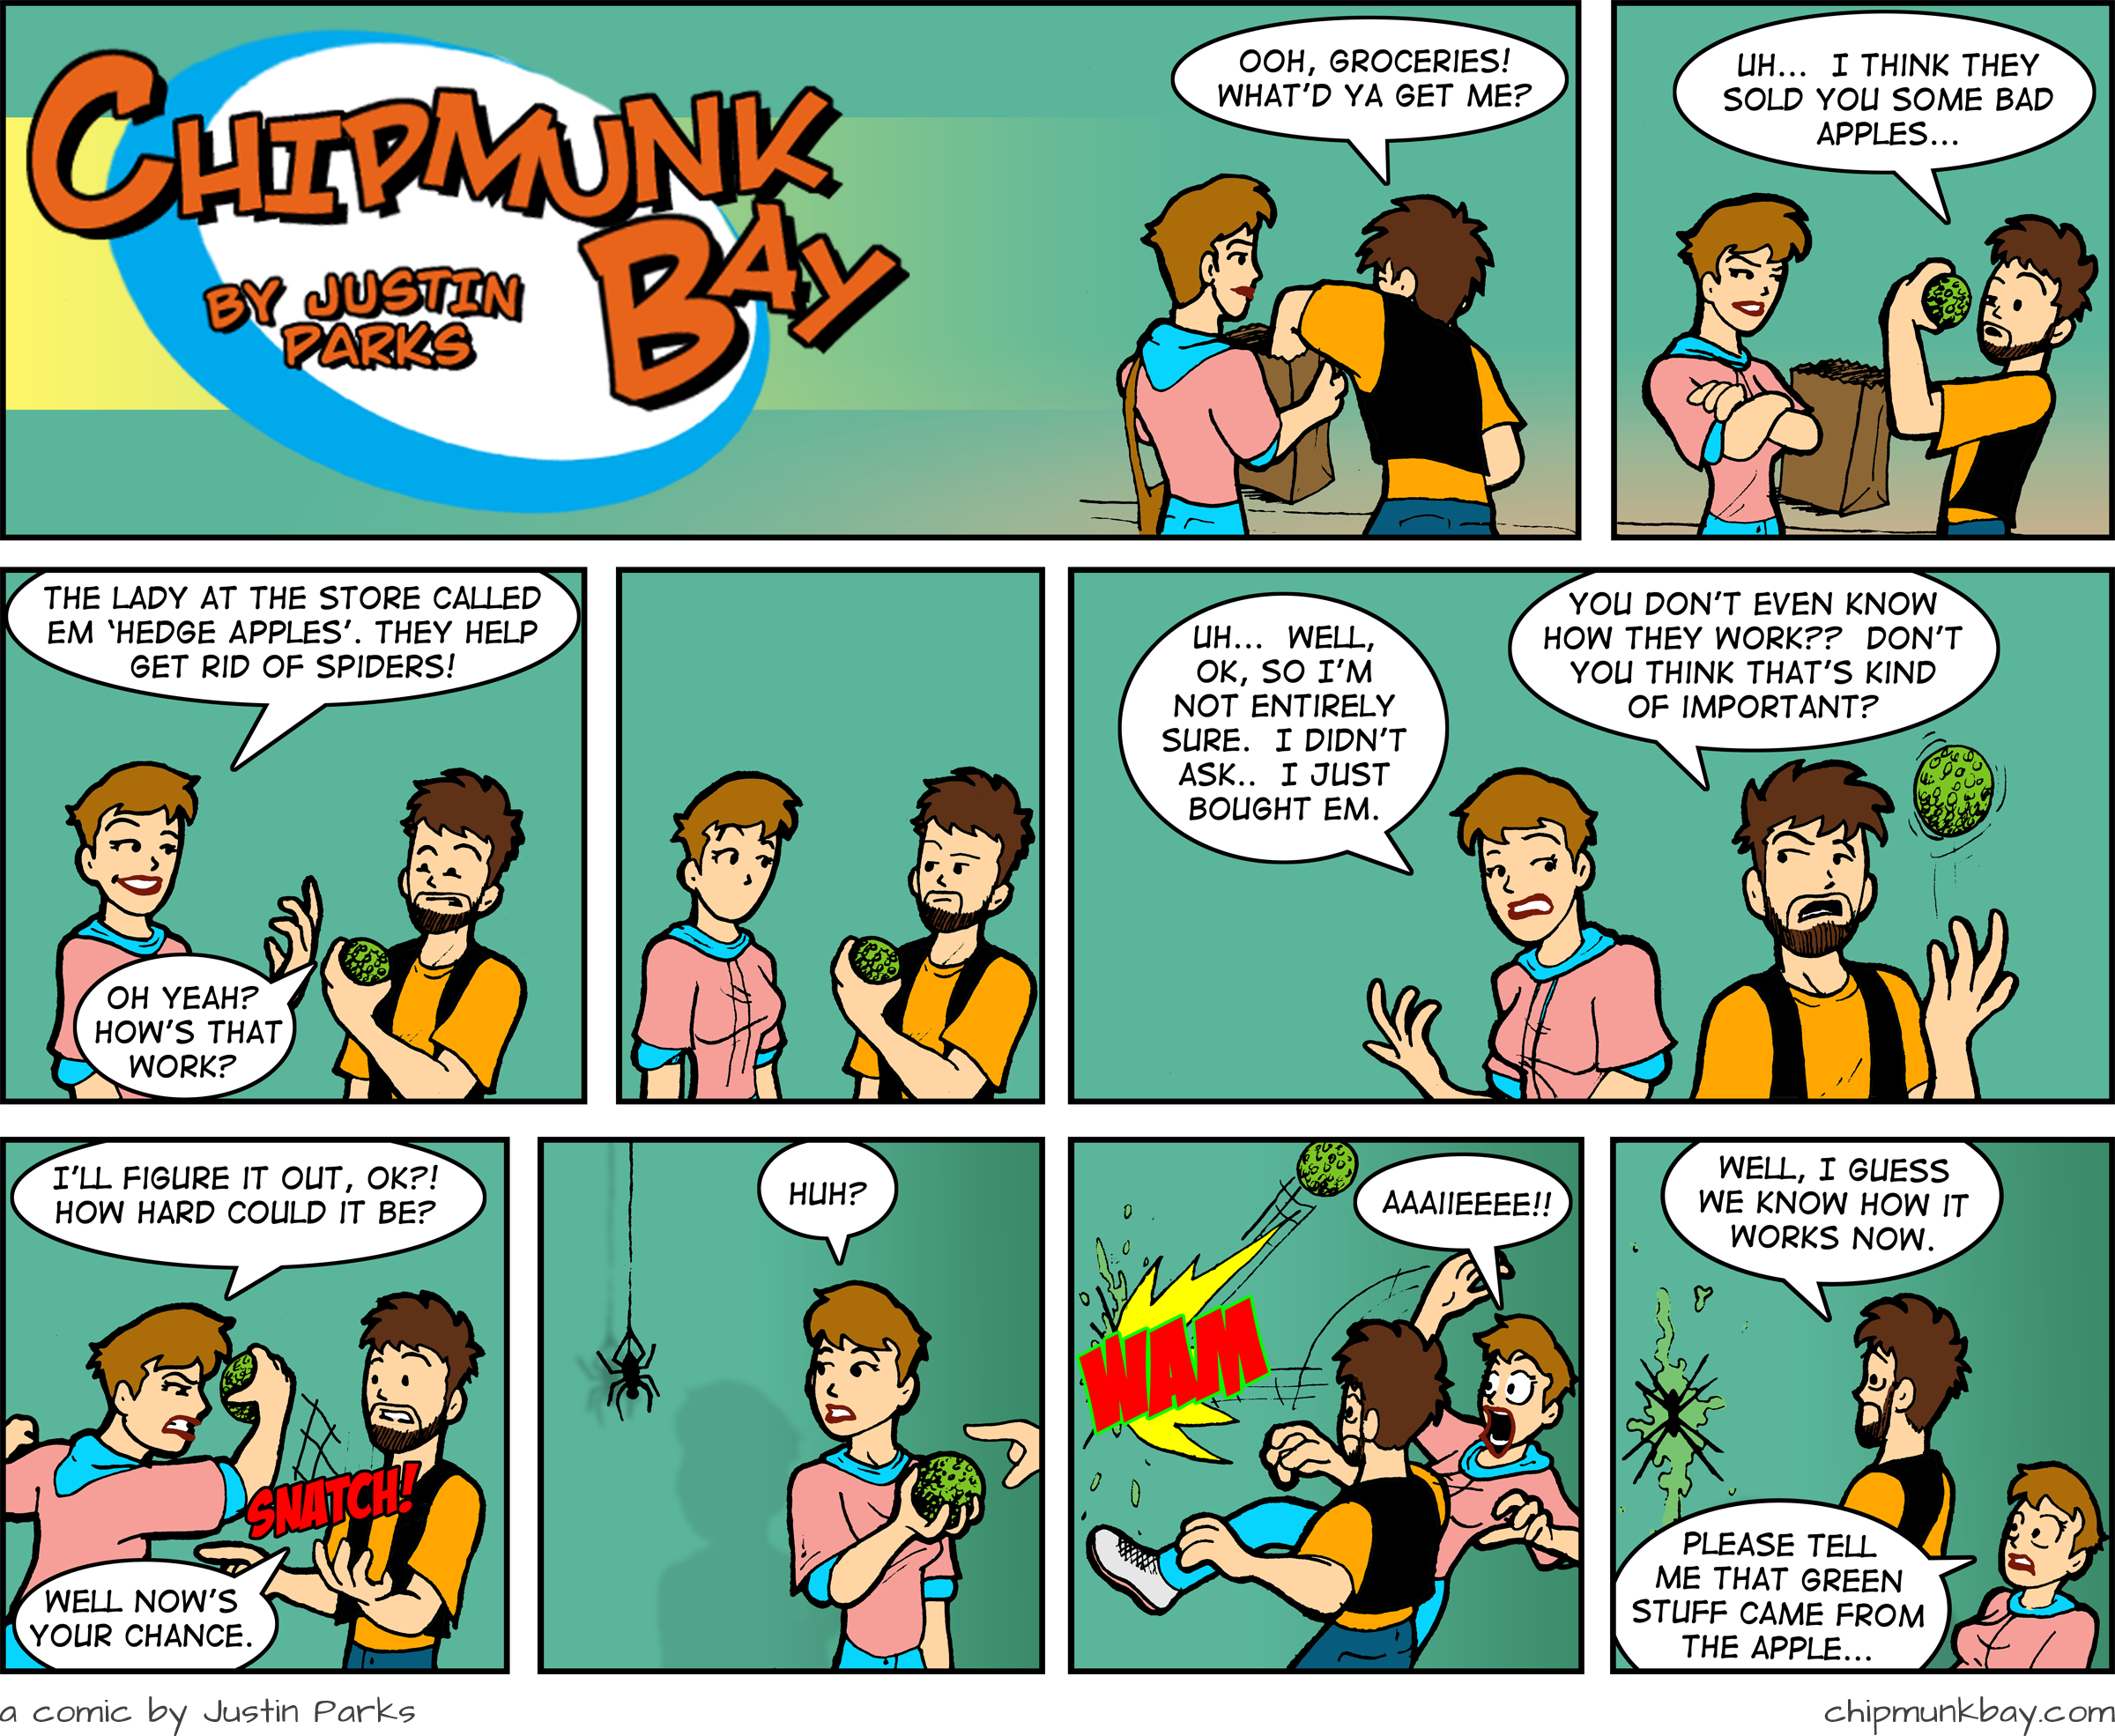 CHIPMUNK
BAY
BY JUSTIN
PARKS
OOH, GROCERIES!
WHAT'D YA GET ME?
UH... I THINK THEY
SOLD YOU SOME BAD
APPLES...
THE LADY AT THE STORE CALLED
EM 'HEDGE APPLES'. THEY HELP
GET RID OF SPIDERS!
OH YEAH?
HOW'S THAT
WORK?
UH... WELL,
OK, SO I'M
NOT ENTIRELY
SURE. I DIDN'T
ASK.. I JUST
BOUGHT EM.
YOU DON'T EVEN KNOW
HOW THEY WORK?? DON'T
YOU THINK THAT'S KIND
OF IMPORTANT?
I'LL FIGURE IT OUT, OK?!
HOW HARD COULD IT BE?
SNATCH!
WELL NOW'S
YOUR CHANCE.
HUH?
WAM
AAAIIEEEE!!
WELL, I GUESS
WE KNOW HOW IT
WORKS NOW.
PLEASE TELL
ME THAT GREEN
STUFF CAME FROM
THE APPLE...
a comic by Justin Parks
chipmunkbay.com